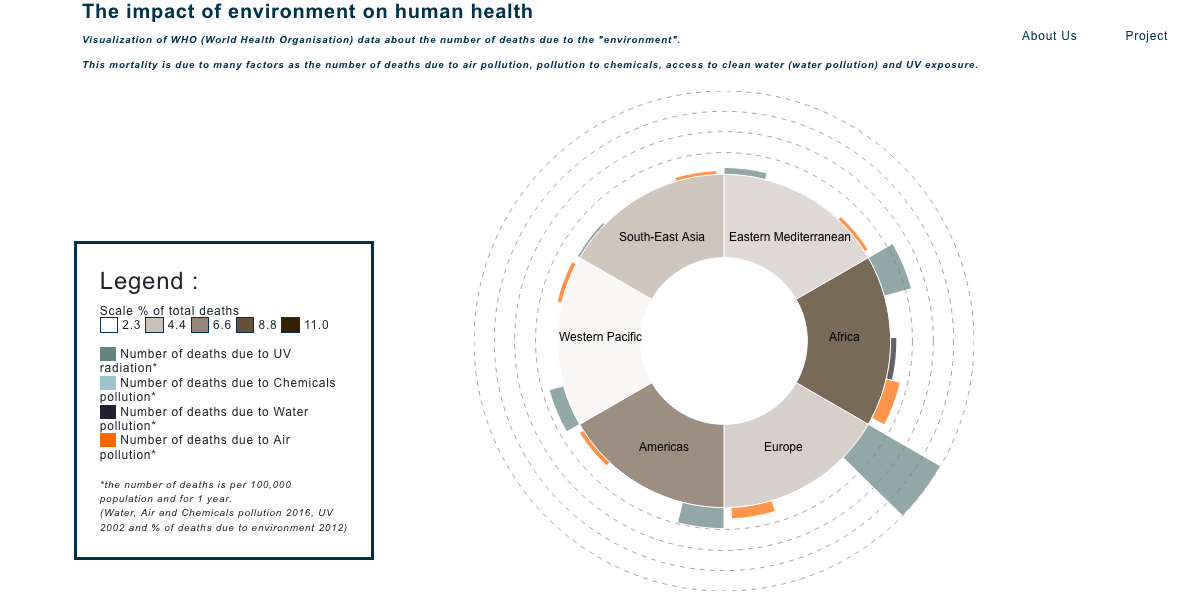 The impact of environment on human health
Visualization of WHO (World Health Organisation) data about the number of deaths due to the "environment".
About Us
Project
This mortality is due to many factors as the number of deaths due to air pollution, pollution to chemicals, access to clean water (water pollution) and UV exposure.
South-East Asia
Eastern Mediterranean
Western Pacific
Africa
Americas
Europe
Legend :
Scale % of total deaths
2.3 4.4 6.6 8.8 11.0
Number of deaths due to UV
radiation*
Number of deaths due to Chemicals
pollution*
Number of deaths due to Water
pollution*
Number of deaths due to Air
pollution*
*the number of deaths is per 100,000
population and for 1 year.
(Water, Air and Chemicals pollution 2016, UV
2002 and % of deaths due to environment 2012)